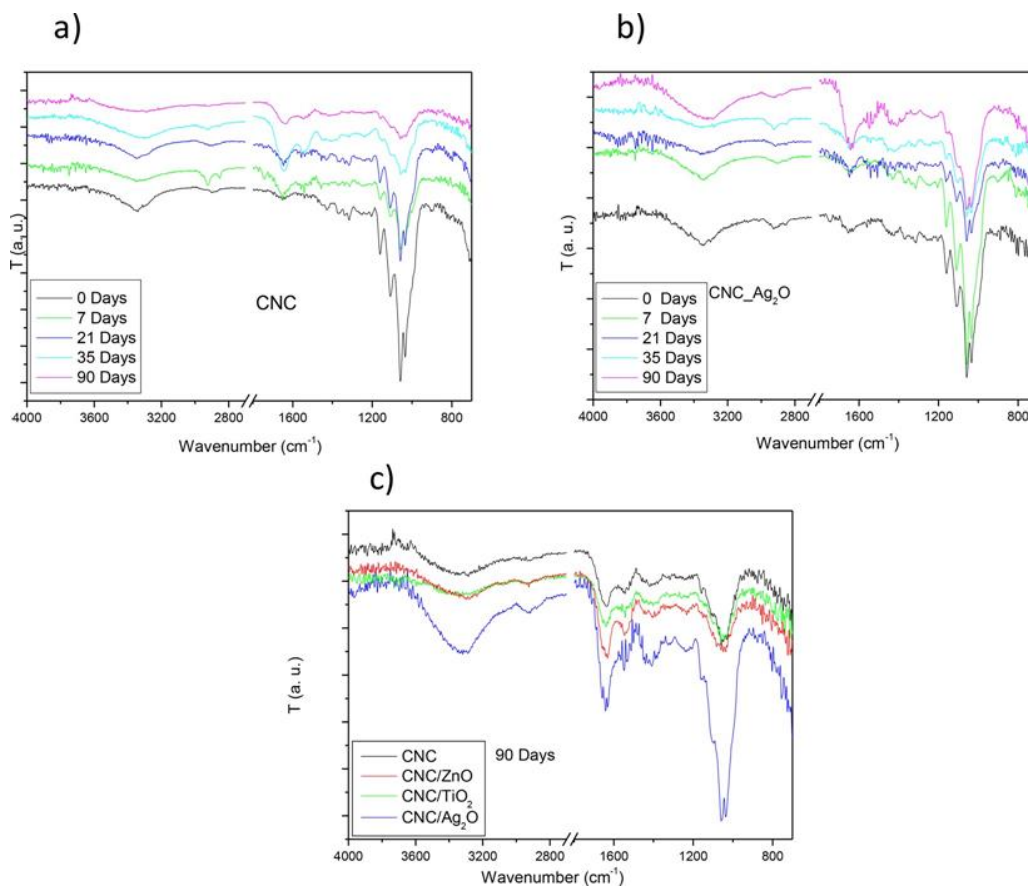 a)
T (a. u.)
CNC
0 Days
7 Days
21 Days
35 Days
90 Days
4000 3600 3200 2800 1600 1200 800
Wavenumber (cm⁻¹)
b)
T (a. u.)
CNC_Ag₂O
0 Days
7 Days
21 Days
35 Days
90 Days
4000 3600 3200 2800 1600 1200 800
Wavenumber (cm⁻¹)
c)
T (a. u.)
CNC
90 Days
CNC/ZnO
CNC/TiO₂
CNC/Ag₂O
4000 3600 3200 2800 1600 1200 800
Wavenumber (cm⁻¹)